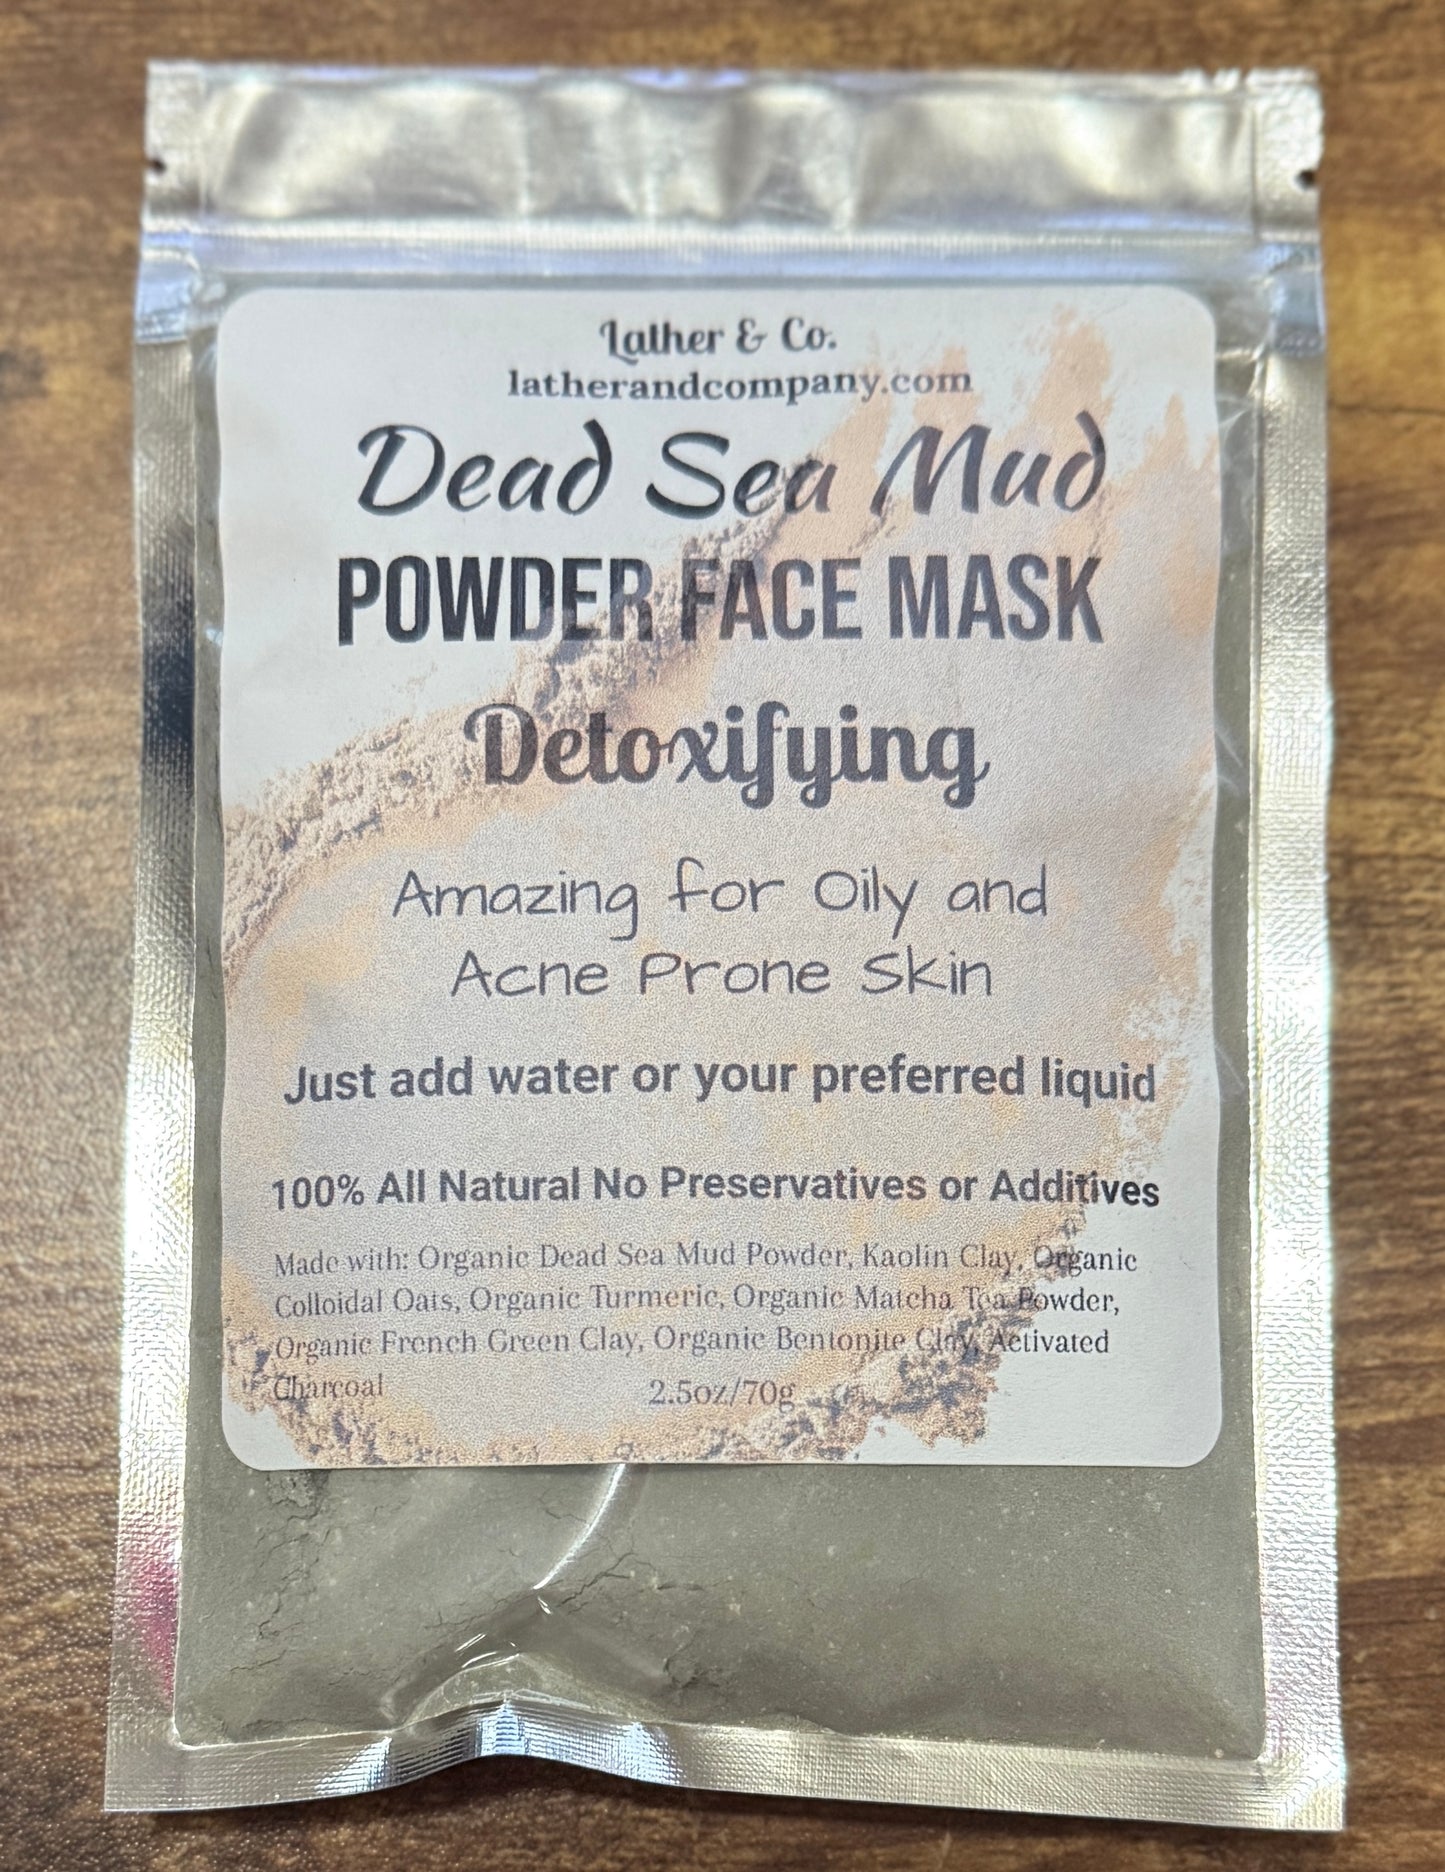 Lather & Co.
latherandcompany.com
Dead Sea Mud
POWDER FACE MASK
Detoxifying
Amazing for Oily and
Acne Prone Skin
Just add water or your preferred liquid
100% All Natural No Preservatives or Additives
Made with: Organic Dead Sea Mud Powder, Kaolin Clay, Organic
Colloidal Oats, Organic Turmeric, Organic Matcha Tea Powder,
Organic French Green Clay, Organic Bentonite Clay, Activated
Charcoal 2.5oz/70g